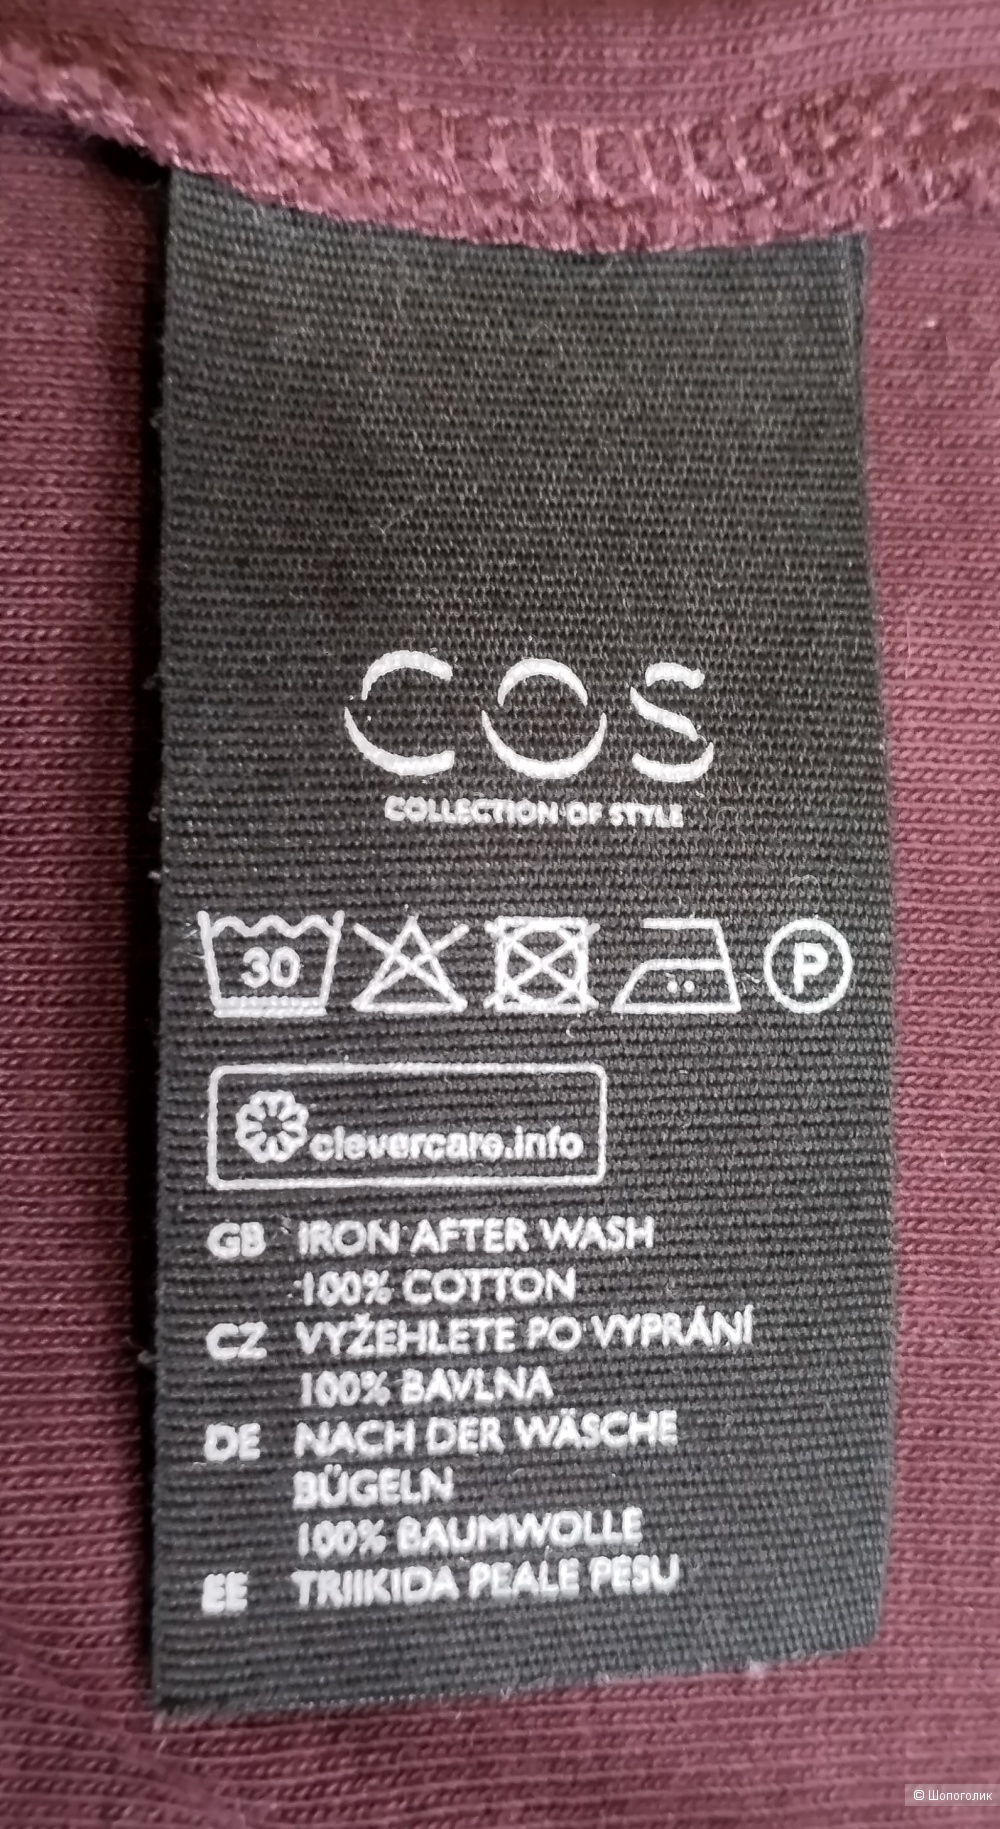 COS
COLLECTION OF STYLE
30
P
clevercare.info
GB IRON AFTER WASH
100% COTTON
CZ VYŽEHLETE PO VYPRÁNÍ
100% BAVLNA
DE NACH DER WÄSCHE
BÜGELN
100% BAUMWOLLE
EE TRIIKIDA PEALE PESU
© Шопоголик